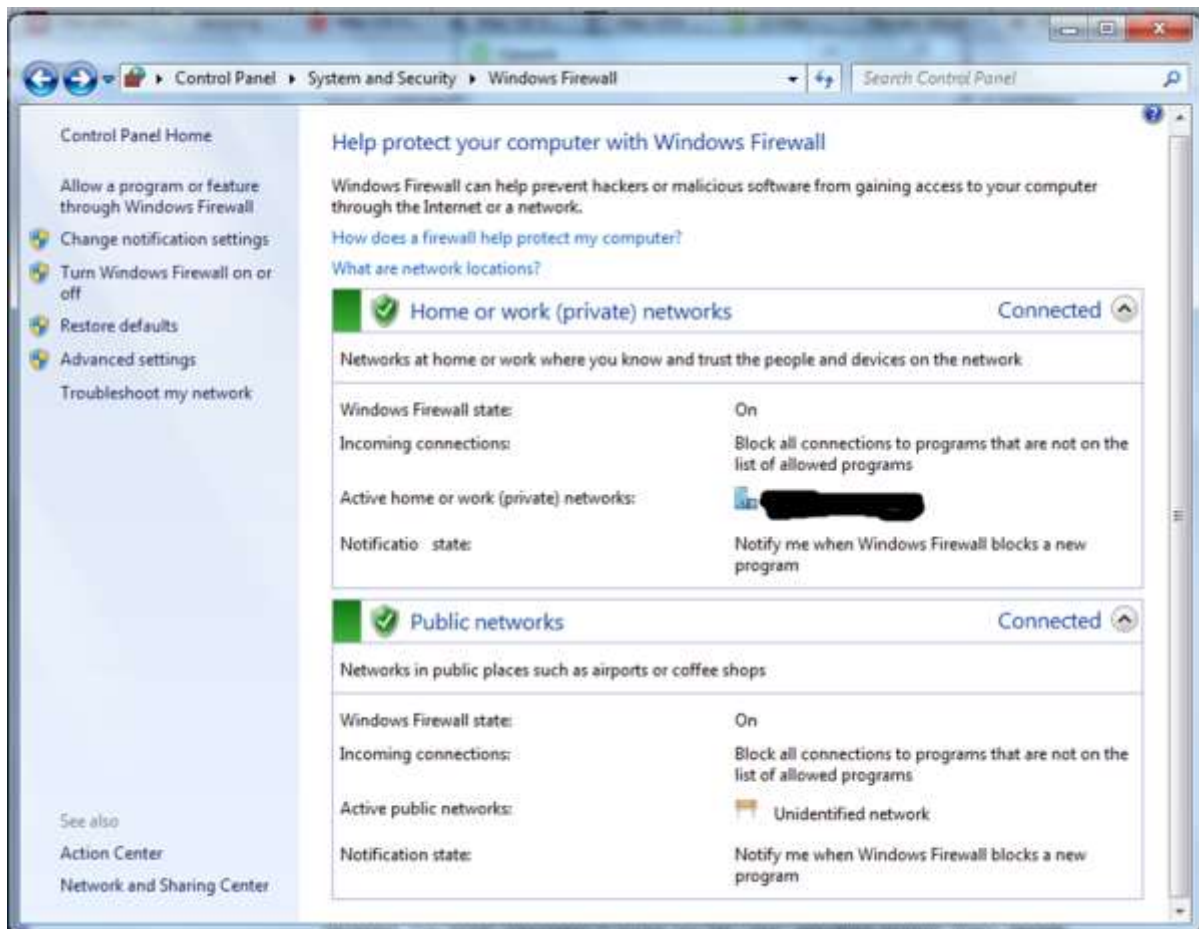 Control Panel ▸ System and Security ▸ Windows Firewall
Search Control Panel
Control Panel Home
Allow a program or feature
through Windows Firewall
Change notification settings
Turn Windows Firewall on or
off
Restore defaults
Advanced settings
Troubleshoot my network
See also
Action Center
Network and Sharing Center
Help protect your computer with Windows Firewall
Windows Firewall can help prevent hackers or malicious software from gaining access to your computer
through the Internet or a network.
How does a firewall help protect my computer?
What are network locations?
Home or work (private) networks Connected
Networks at home or work where you know and trust the people and devices on the network
Windows Firewall state: On
Incoming connections: Block all connections to programs that are not on the
list of allowed programs
Active home or work (private) networks:
Notificatio state: Notify me when Windows Firewall blocks a new
program
Public networks Connected
Networks in public places such as airports or coffee shops
Windows Firewall state: On
Incoming connections: Block all connections to programs that are not on the
list of allowed programs
Active public networks: Unidentified network
Notification state: Notify me when Windows Firewall blocks a new
program